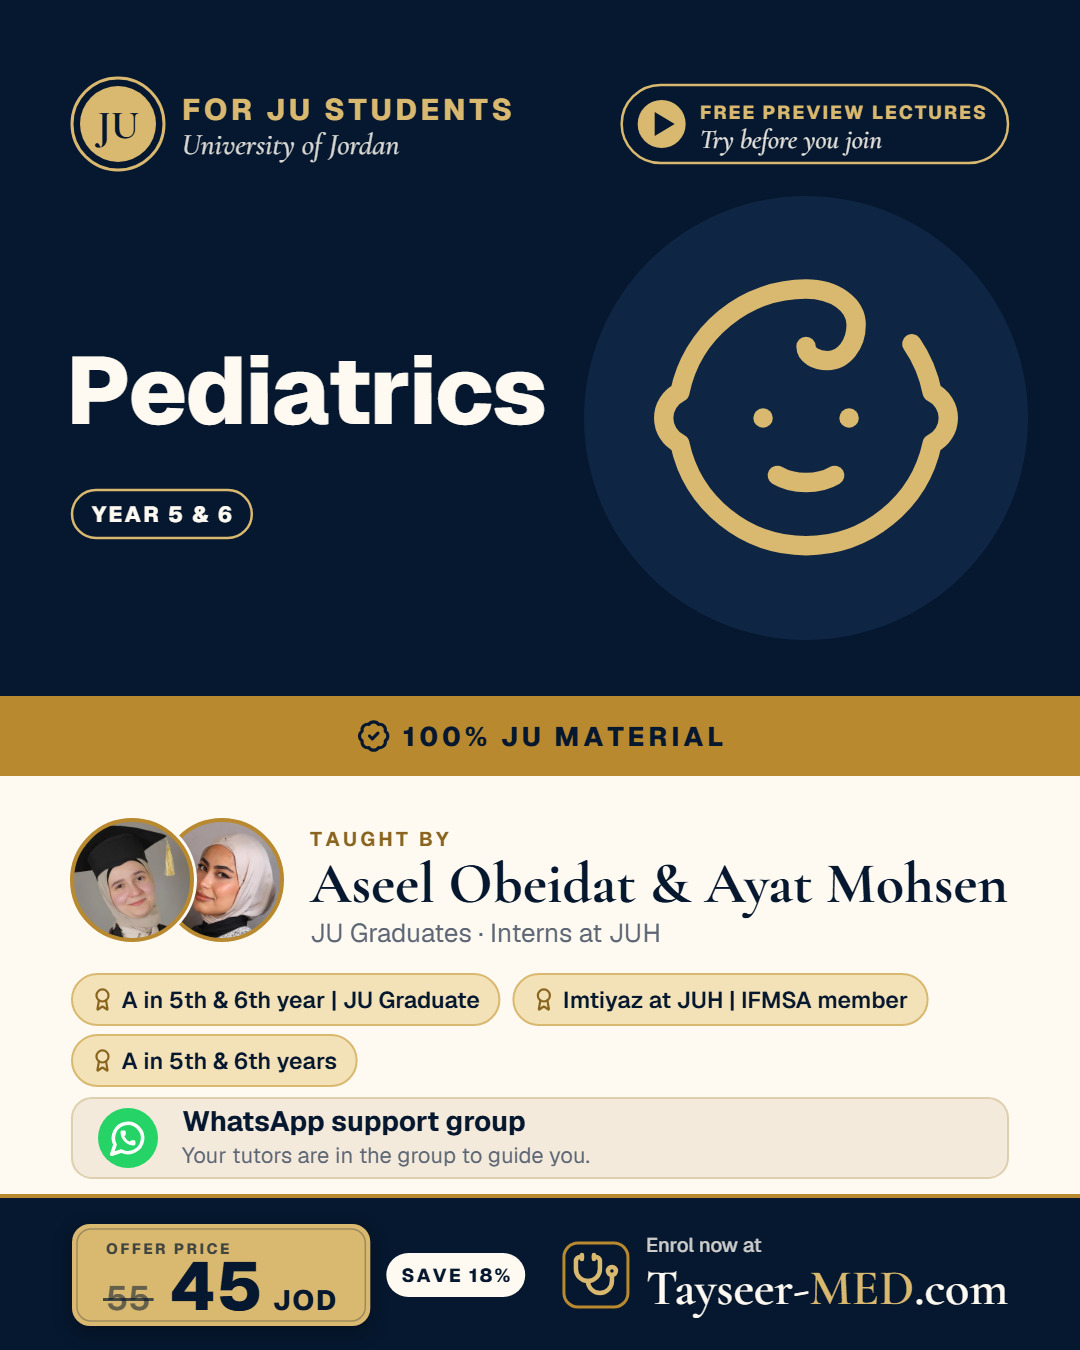 JU
FOR JU STUDENTS
University of Jordan
FREE PREVIEW LECTURES
Try before you join
Pediatrics
YEAR 5 & 6
100% JU MATERIAL
TAUGHT BY
Aseel Obeidat & Ayat Mohsen
JU Graduates · Interns at JUH
A in 5th & 6th year | JU Graduate
Imtiyaz at JUH | IFMSA member
A in 5th & 6th years
WhatsApp support group
Your tutors are in the group to guide you.
OFFER PRICE
55 45 JOD
SAVE 18%
Enrol now at
Tayseer-MED.com